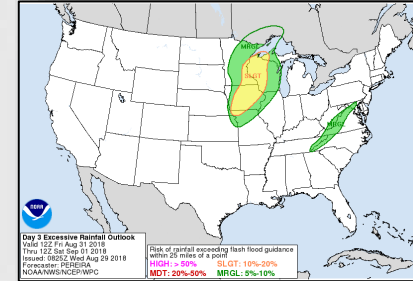 MRGL
SLGT
MRGL
NOAA
Day 3 Excessive Rainfall Outlook
Valid 12Z Fri Aug 31 2018
Thru 12Z Sat Sep 01 2018
Issued: 0825Z Wed Aug 29 2018
Forecaster: PEREIRA
NOAA/NWS/NCEP/WPC
Risk of rainfall exceeding flash flood guidance
within 25 miles of a point
HIGH: > 50% SLGT: 10%-20%
MDT: 20%-50% MRGL: 5%-10%